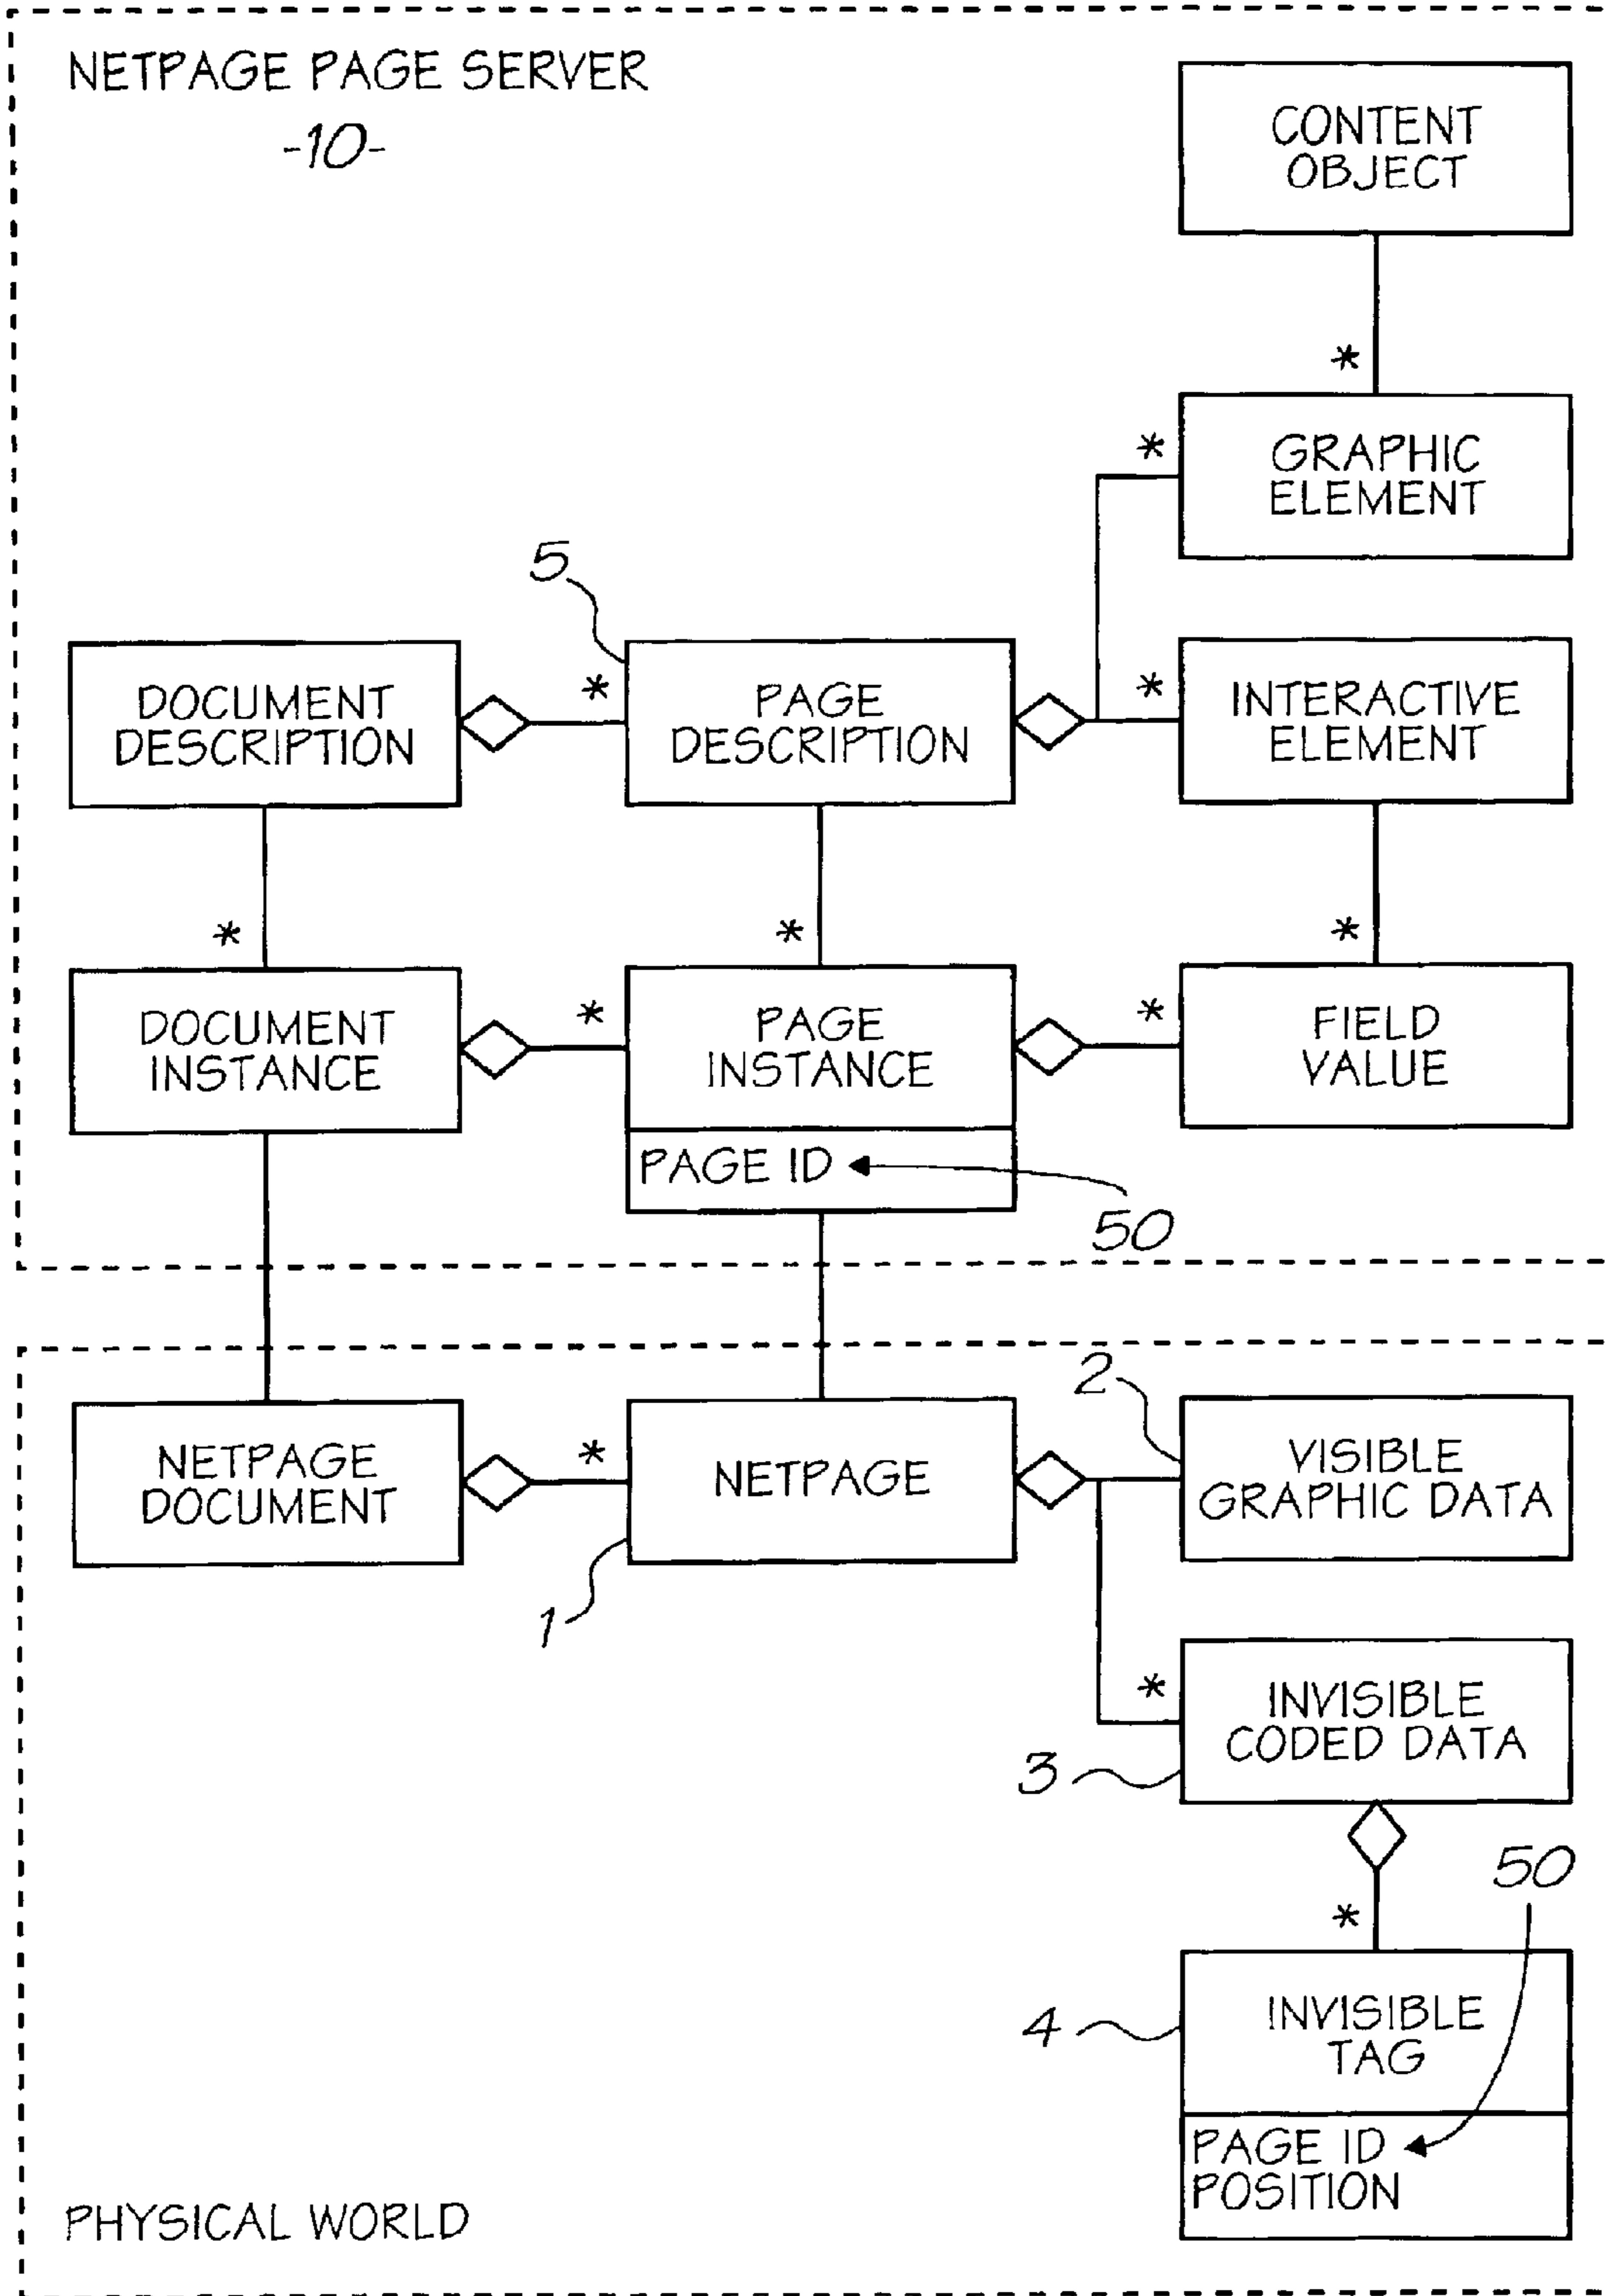 NETPAGE PAGE SERVER
-10-
CONTENT
OBJECT
*
*
GRAPHIC
ELEMENT
5
DOCUMENT
DESCRIPTION
*
PAGE
DESCRIPTION
*
INTERACTIVE
ELEMENT
*
*
*
DOCUMENT
INSTANCE
*
PAGE
INSTANCE
*
FIELD
VALUE
PAGE ID
50
NETPAGE
DOCUMENT
*
NETPAGE
1
2
VISIBLE
GRAPHIC DATA
*
INVISIBLE
CODED DATA
3
50
*
4
INVISIBLE
TAG
PAGE ID
POSITION
PHYSICAL WORLD